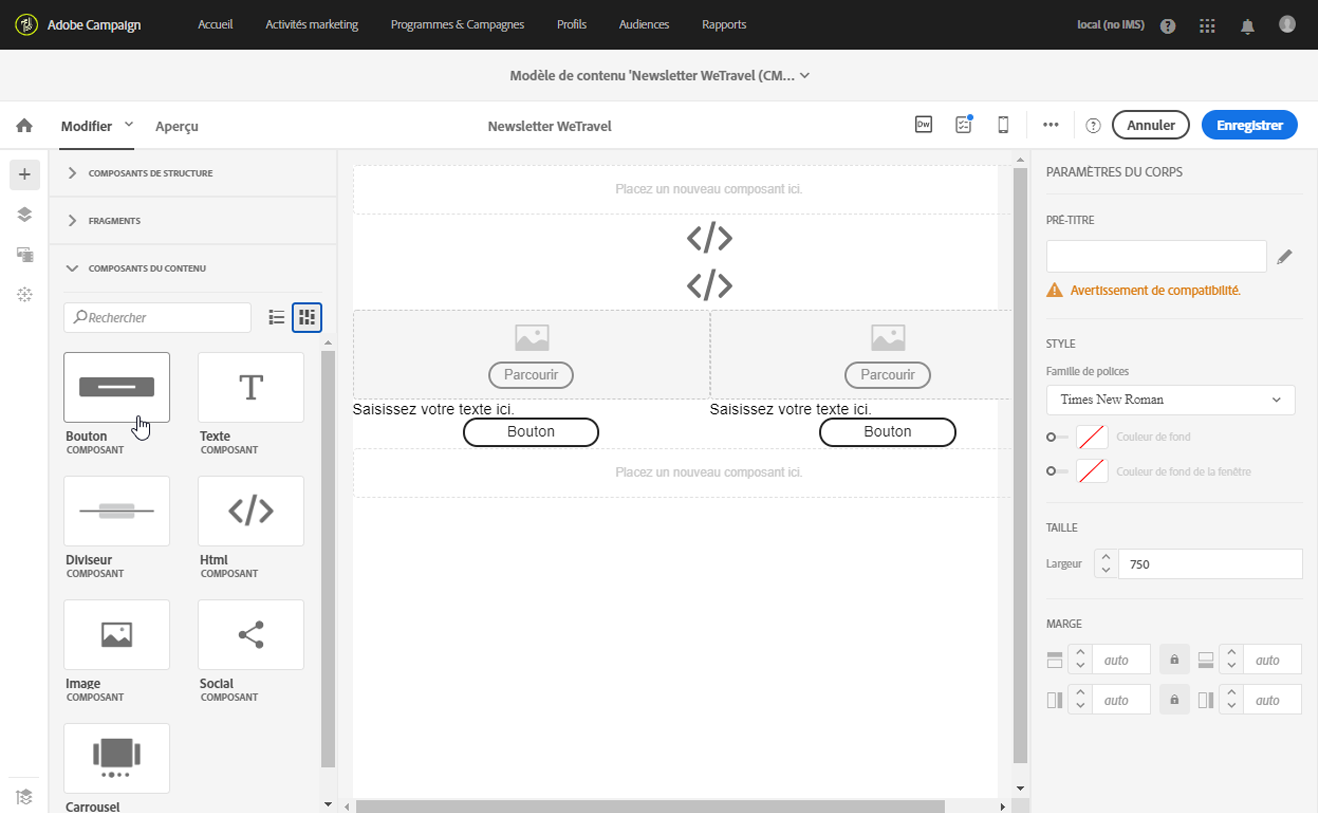 Adobe Campaign Accueil Activités marketing Programmes & Campagnes Profils Audiences Rapports local (no IMS)
Modèle de contenu 'Newsletter WeTravel (CM...
Modifier Aperçu Newsletter WeTravel Dw Annuler Enregistrer
COMPOSANTS DE STRUCTURE
FRAGMENTS
COMPOSANTS DU CONTENU
Rechercher
Bouton
COMPOSANT
Texte
COMPOSANT
Diviseur
COMPOSANT
Html
COMPOSANT
Image
COMPOSANT
Social
COMPOSANT
Carrousel
Placez un nouveau composant ici.
Parcourir Parcourir
Saisissez votre texte ici. Saisissez votre texte ici.
Bouton Bouton
Placez un nouveau composant ici.
PARAMÈTRES DU CORPS
PRÉ-TITRE
Avertissement de compatibilité.
STYLE
Famille de polices
Times New Roman
Couleur de fond
Couleur de fond de la fenêtre
TAILLE
Largeur 750
MARGE
auto auto
auto auto